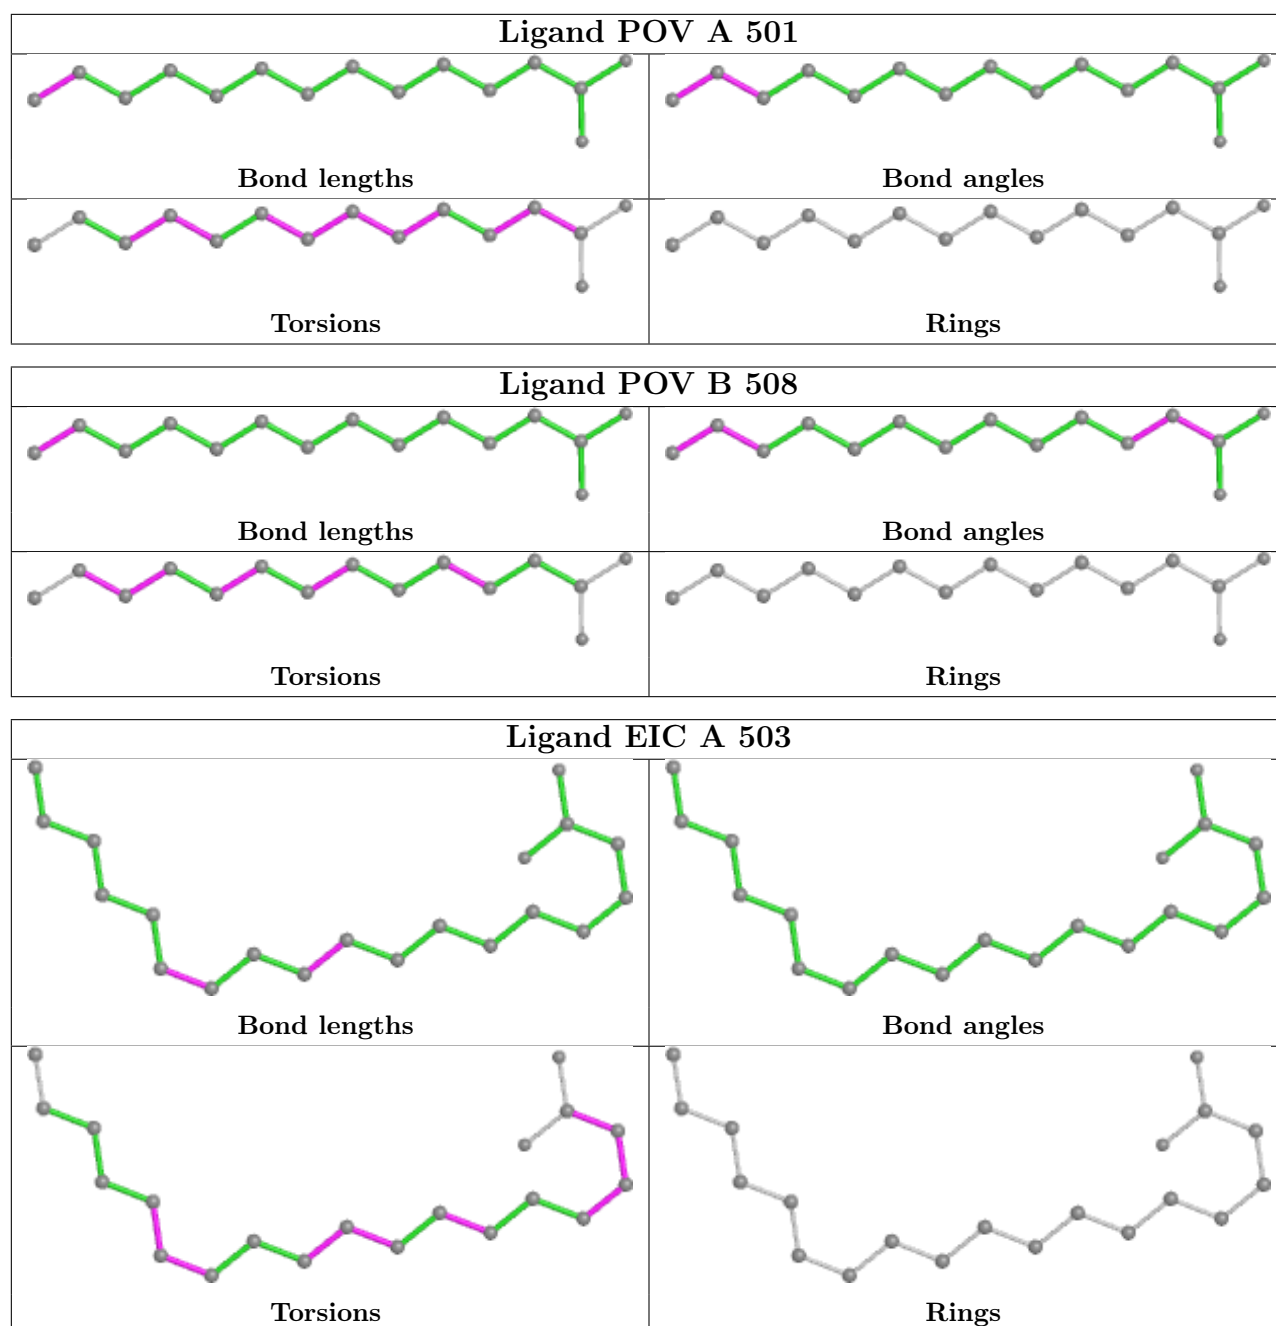 Ligand POV A 501
Bond lengths
Bond angles
Torsions
Rings
Ligand POV B 508
Bond lengths
Bond angles
Torsions
Rings
Ligand EIC A 503
Bond lengths
Bond angles
Torsions
Rings